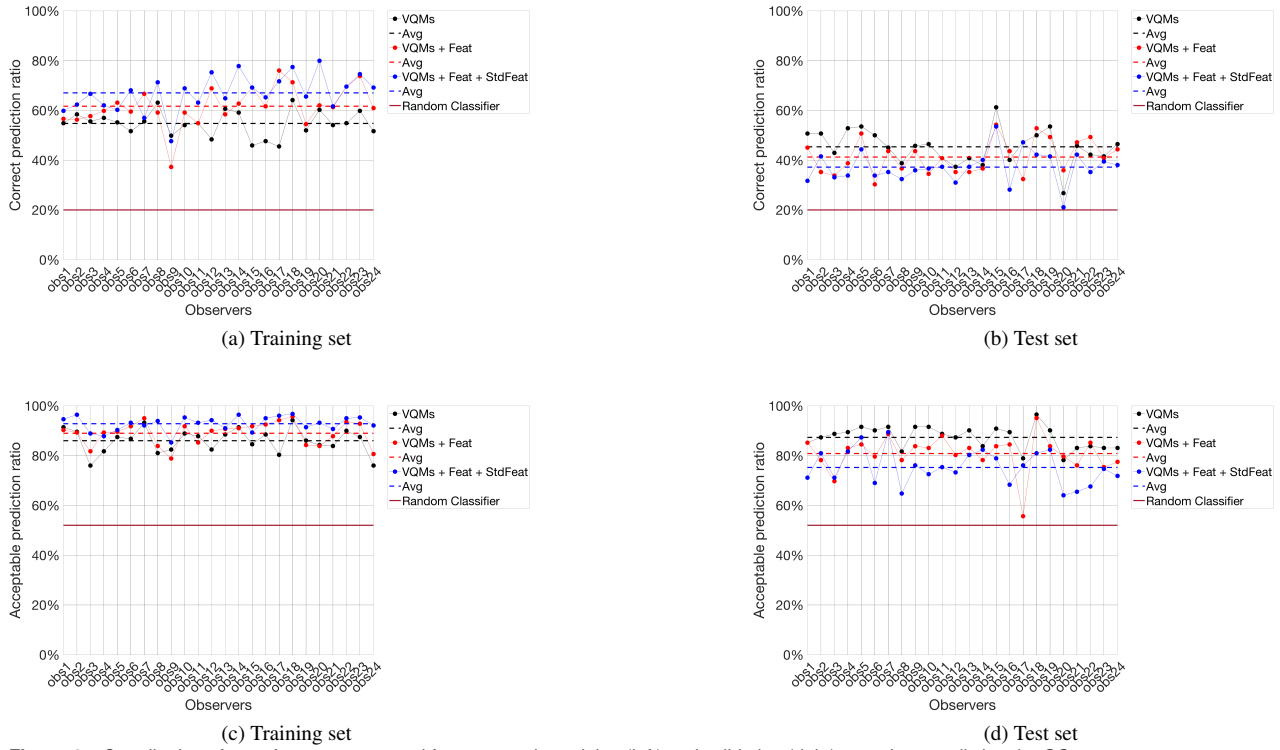 100%
80%
60%
40%
20%
0%
Correct prediction ratio
obs1 obs2 obs3 obs4 obs5 obs6 obs7 obs8 obs9 obs10 obs11 obs12 obs13 obs14 obs15 obs16 obs17 obs18 obs19 obs20 obs21 obs22 obs23 obs24
Observers
VQMs
Avg
VQMs + Feat
Avg
VQMs + Feat + StdFeat
Avg
Random Classifier
(a) Training set
100%
80%
60%
40%
20%
0%
Correct prediction ratio
obs1 obs2 obs3 obs4 obs5 obs6 obs7 obs8 obs9 obs10 obs11 obs12 obs13 obs14 obs15 obs16 obs17 obs18 obs19 obs20 obs21 obs22 obs23 obs24
Observers
VQMs
Avg
VQMs + Feat
Avg
VQMs + Feat + StdFeat
Avg
Random Classifier
(b) Test set
100%
80%
60%
40%
20%
0%
Acceptable prediction ratio
obs1 obs2 obs3 obs4 obs5 obs6 obs7 obs8 obs9 obs10 obs11 obs12 obs13 obs14 obs15 obs16 obs17 obs18 obs19 obs20 obs21 obs22 obs23 obs24
Observers
VQMs
Avg
VQMs + Feat
Avg
VQMs + Feat + StdFeat
Avg
Random Classifier
(c) Training set
100%
80%
60%
40%
20%
0%
Acceptable prediction ratio
obs1 obs2 obs3 obs4 obs5 obs6 obs7 obs8 obs9 obs10 obs11 obs12 obs13 obs14 obs15 obs16 obs17 obs18 obs19 obs20 obs21 obs22 obs23 obs24
Observers
VQMs
Avg
VQMs + Feat
Avg
VQMs + Feat + StdFeat
Avg
Random Classifier
(d) Test set